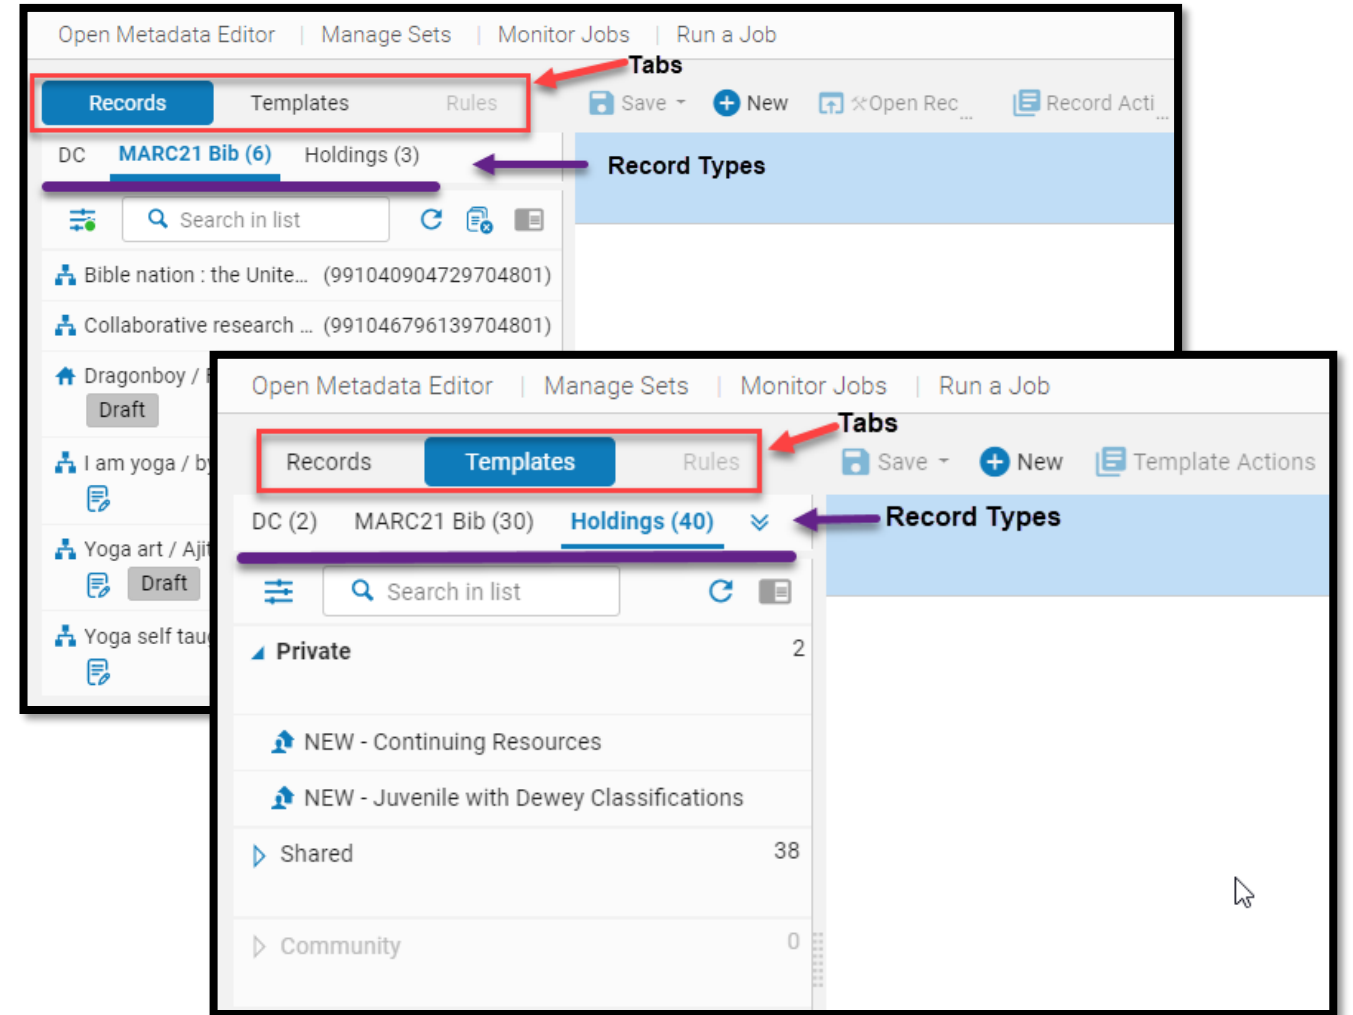 Open Metadata Editor | Manage Sets | Monitor Jobs | Run a Job
Tabs
Records Templates Rules Save New Open Rec... Record Acti...
DC MARC21 Bib (6) Holdings (3)
Record Types
Search in list
Bible nation : the Unite... (991040904729704801)
Collaborative research ... (991046796139704801)
Dragonboy /
Draft
I am yoga / by
Yoga art / Ajit
Draft
Yoga self taug
Open Metadata Editor | Manage Sets | Monitor Jobs | Run a Job
Tabs
Records Templates Rules Save New Template Actions
DC (2) MARC21 Bib (30) Holdings (40)
Record Types
Search in list
Private 2
NEW - Continuing Resources
NEW - Juvenile with Dewey Classifications
Shared 38
Community 0